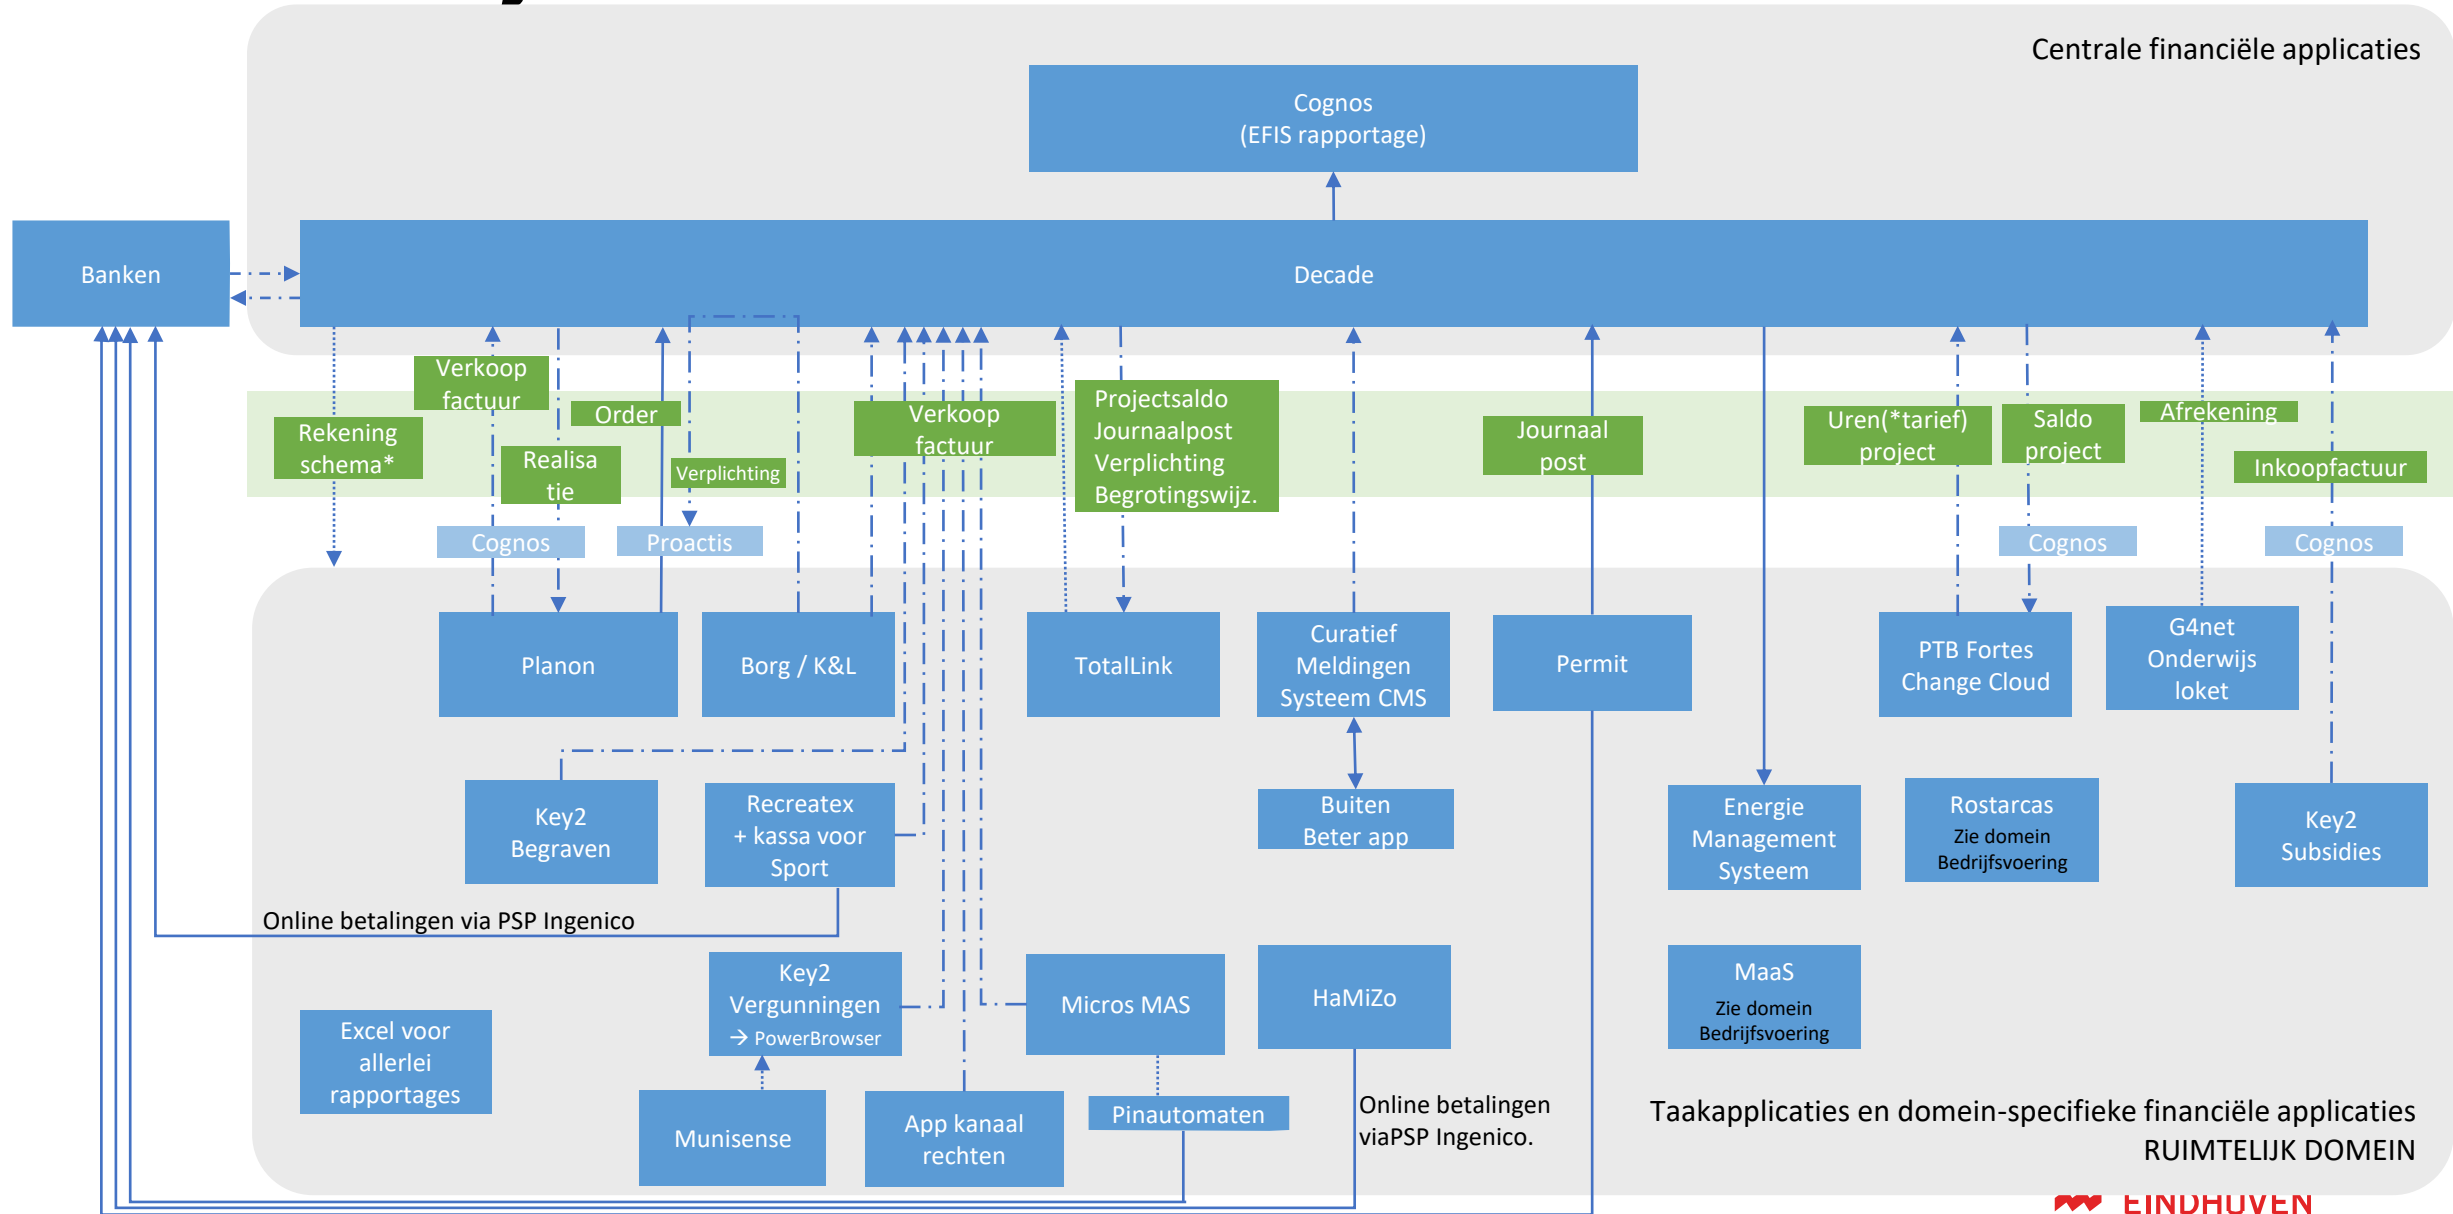 Centrale financiële applicaties
Cognos
(EFIS rapportage)
Banken
Decade
Verkoop
factuur
Rekening
schema*
Realisa
tie
Order
Verplichting
Verkoop
factuur
Projectsaldo
Journaalpost
Verplichting
Begrotingswijz.
Journaal
post
Uren(*tarief)
project
Saldo
project
Afrekening
Inkoopfactuur
Cognos
Proactis
Cognos
Cognos
Planon
Borg / K&L
TotalLink
Curatief
Meldingen
Systeem CMS
Permit
PTB Fortes
Change Cloud
G4net
Onderwijs
loket
Key2
Begraven
Recreatex
+ kassa voor
Sport
Buiten
Beter app
Energie
Management
Systeem
Rostarcas
Zie domein
Bedrijfsvoering
Key2
Subsidies
Online betalingen via PSP Ingenico
Key2
Vergunningen
→ PowerBrowser
Micros MAS
HaMiZo
MaaS
Zie domein
Bedrijfsvoering
Excel voor
allerlei
rapportages
Munisense
App kanaal
rechten
Pinautomaten
Online betalingen
viaPSP Ingenico.
Taakapplicaties en domein-specifieke financiële applicaties
RUIMTELIJK DOMEIN
EINDHOVEN